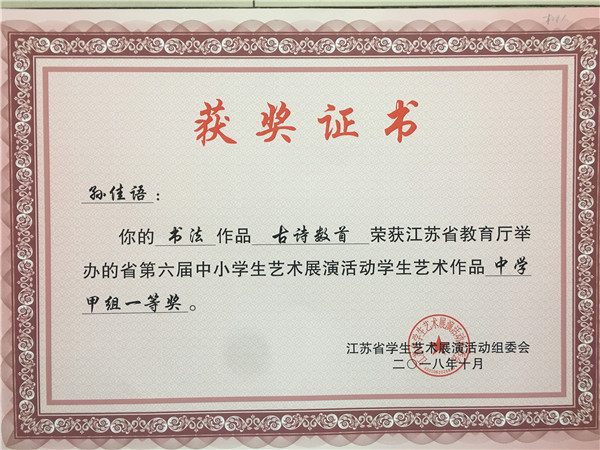 获奖证书
孙佳语：
你的 书法 作品 古诗数首 荣获江苏省教育厅举
办的省第六届中小学生艺术展演活动学生艺术作品 中学
甲组一等奖 。
江苏省学生艺术展演活动组委会
二〇一八年十月